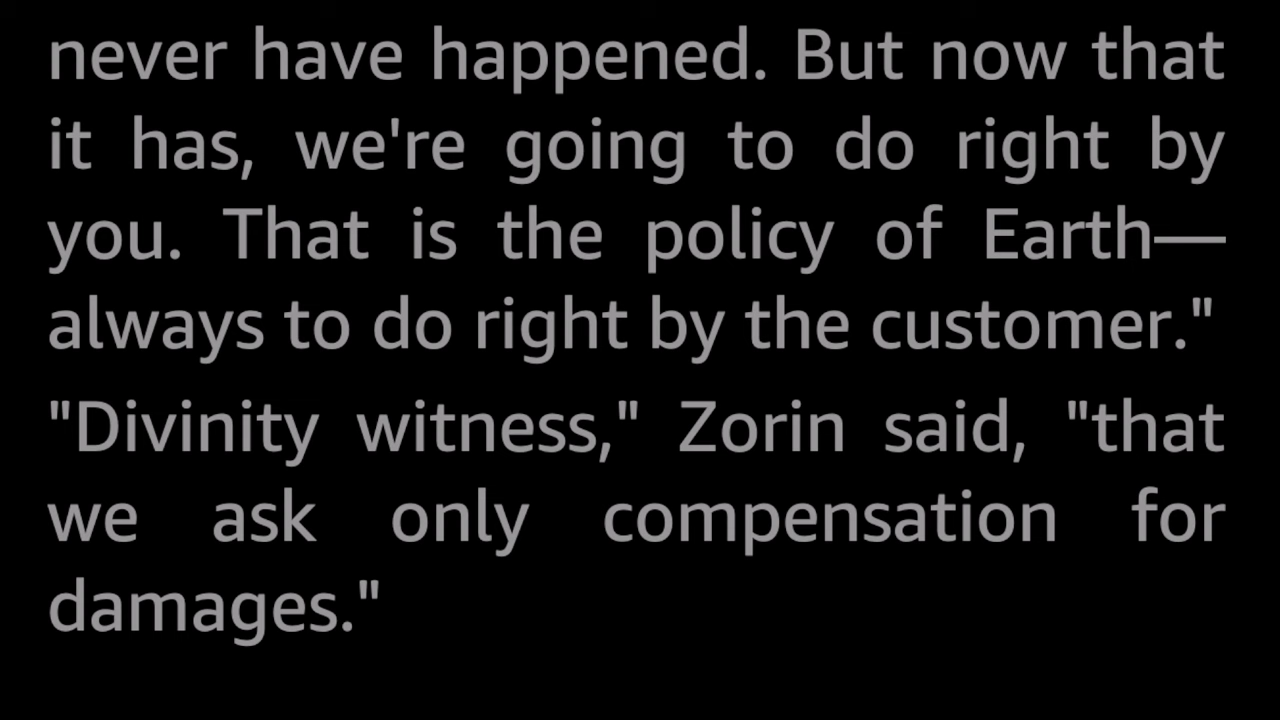 never have happened. But now that
it has, we're going to do right by
you. That is the policy of Earth—
always to do right by the customer."
"Divinity witness," Zorin said, "that
we ask only compensation for
damages."